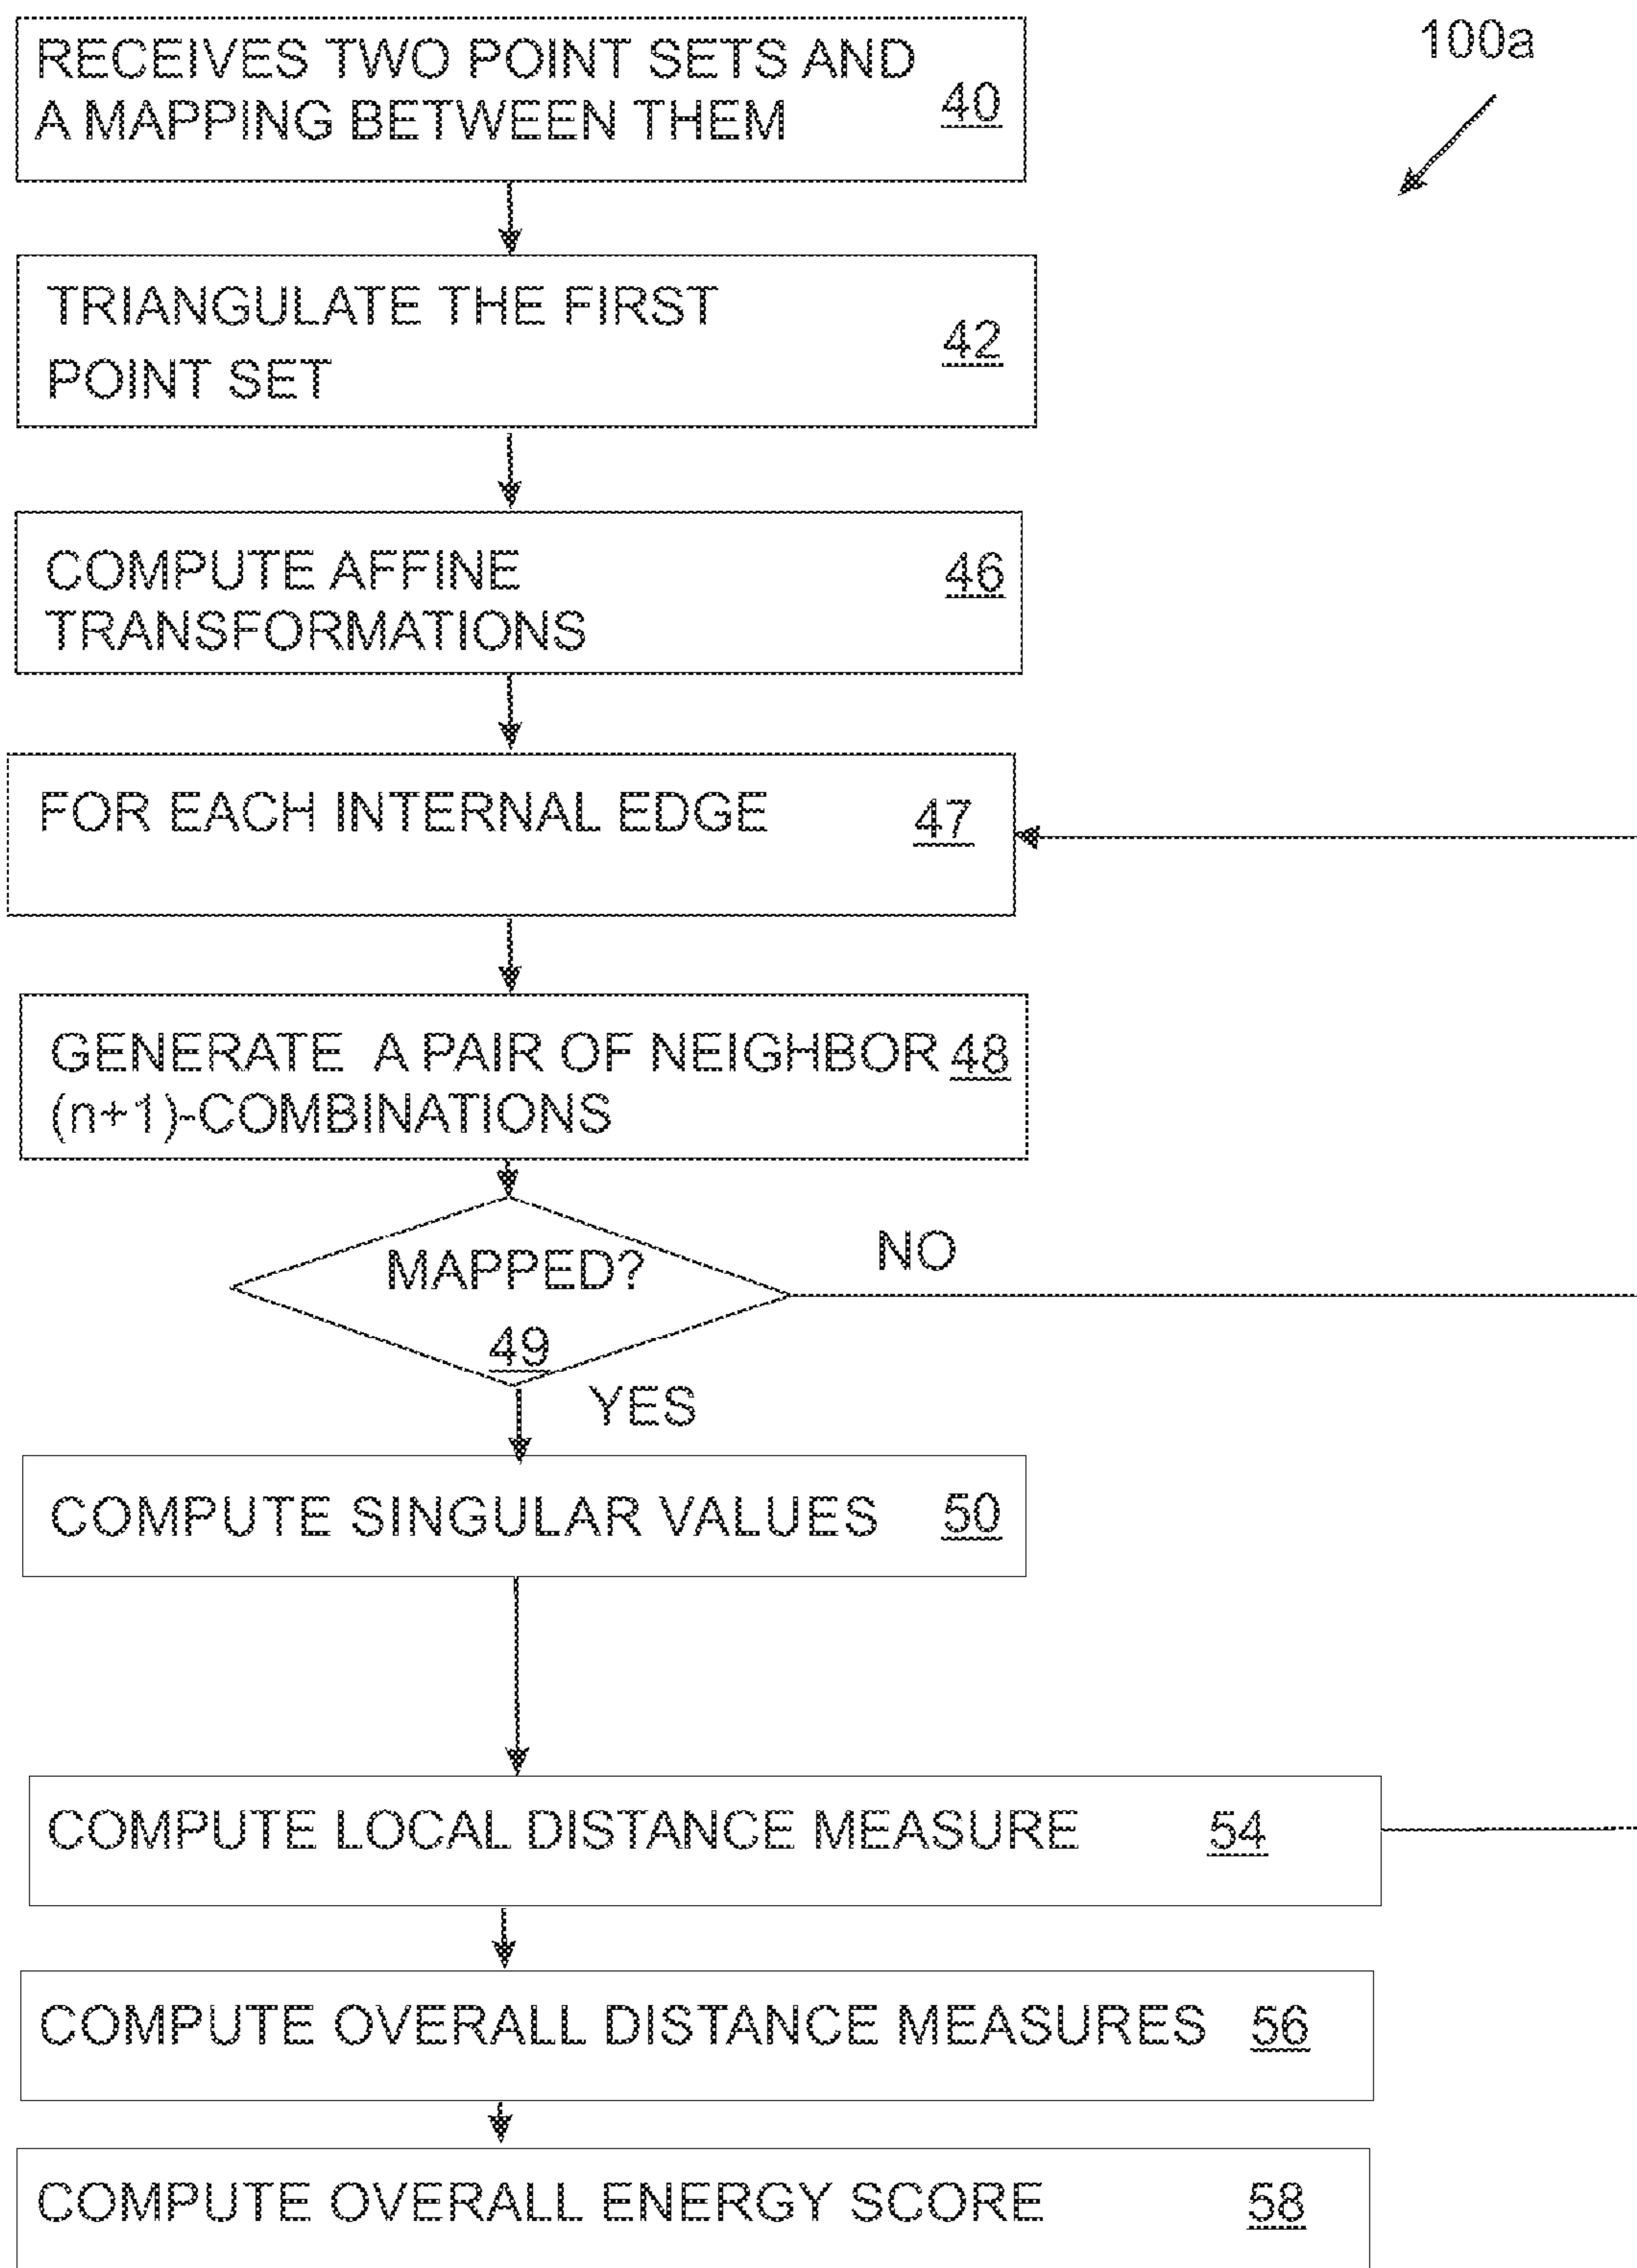 100a
RECEIVES TWO POINT SETS AND
A MAPPING BETWEEN THEM 40
TRIANGULATE THE FIRST
POINT SET 42
COMPUTE AFFINE 46
TRANSFORMATIONS
FOR EACH INTERNAL EDGE 47
GENERATE A PAIR OF NEIGHBOR 48
(n+1)-COMBINATIONS
MAPPED?
49
NO
YES
COMPUTE SINGULAR VALUES 50
COMPUTE LOCAL DISTANCE MEASURE 54
COMPUTE OVERALL DISTANCE MEASURES 56
COMPUTE OVERALL ENERGY SCORE 58